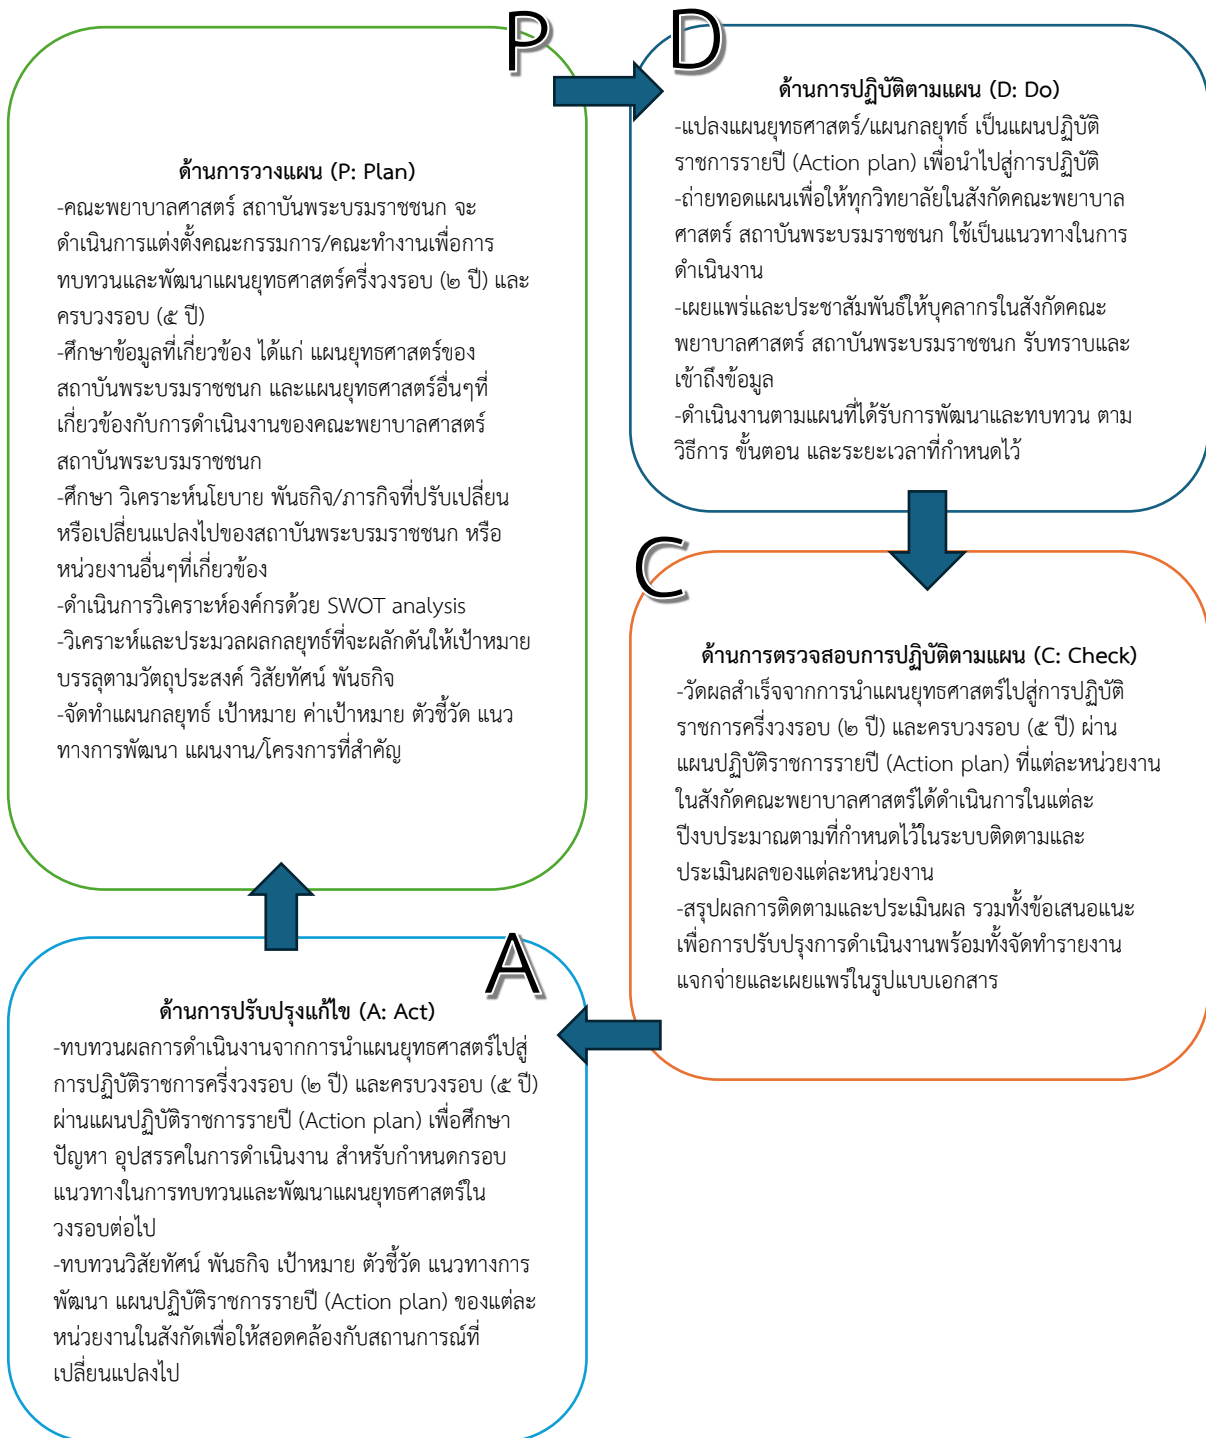 P
ด้านการวางแผน (P: Plan)
-คณะพยาบาลศาสตร์ สถาบันพระบรมราชชนก จะ
ดำเนินการแต่งตั้งคณะกรรมการ/คณะทำงานเพื่อการ
ทบทวนและพัฒนาแผนยุทธศาสตร์ครึ่งวงรอบ (๒ ปี) และ
ครบวงรอบ (๕ ปี)
-ศึกษาข้อมูลที่เกี่ยวข้อง ได้แก่ แผนยุทธศาสตร์ของ
สถาบันพระบรมราชชนก และแผนยุทธศาสตร์อื่นๆที่
เกี่ยวข้องกับการดำเนินงานของคณะพยาบาลศาสตร์
สถาบันพระบรมราชชนก
-ศึกษา วิเคราะห์นโยบาย พันธกิจ/ภารกิจที่ปรับเปลี่ยน
หรือเปลี่ยนแปลงไปของสถาบันพระบรมราชชนก หรือ
หน่วยงานอื่นๆที่เกี่ยวข้อง
-ดำเนินการวิเคราะห์องค์กรด้วย SWOT analysis
-วิเคราะห์และประมวลผลกลยุทธ์ที่จะผลักดันให้เป้าหมาย
บรรลุตามวัตถุประสงค์ วิสัยทัศน์ พันธกิจ
-จัดทำแผนกลยุทธ์ เป้าหมาย ค่าเป้าหมาย ตัวชี้วัด แนว
ทางการพัฒนา แผนงาน/โครงการที่สำคัญ
D
ด้านการปฏิบัติตามแผน (D: Do)
-แปลงแผนยุทธศาสตร์/แผนกลยุทธ์ เป็นแผนปฏิบัติ
ราชการรายปี (Action plan) เพื่อนำไปสู่การปฏิบัติ
-ถ่ายทอดแผนเพื่อให้ทุกวิทยาลัยในสังกัดคณะพยาบาล
ศาสตร์ สถาบันพระบรมราชชนก ใช้เป็นแนวทางในการ
ดำเนินงาน
-เผยแพร่และประชาสัมพันธ์ให้บุคลากรในสังกัดคณะ
พยาบาลศาสตร์ สถาบันพระบรมราชชนก รับทราบและ
เข้าถึงข้อมูล
-ดำเนินงานตามแผนที่ได้รับการพัฒนาและทบทวน ตาม
วิธีการ ขั้นตอน และระยะเวลาที่กำหนดไว้
C
ด้านการตรวจสอบการปฏิบัติตามแผน (C: Check)
-วัดผลสำเร็จจากการนำแผนยุทธศาสตร์ไปสู่การปฏิบัติ
ราชการครึ่งวงรอบ (๒ ปี) และครบวงรอบ (๕ ปี) ผ่าน
แผนปฏิบัติราชการรายปี (Action plan) ที่แต่ละหน่วยงาน
ในสังกัดคณะพยาบาลศาสตร์ได้ดำเนินการในแต่ละ
ปีงบประมาณตามที่กำหนดไว้ในระบบติดตามและ
ประเมินผลของแต่ละหน่วยงาน
-สรุปผลการติดตามและประเมินผล รวมทั้งข้อเสนอแนะ
เพื่อการปรับปรุงการดำเนินงานพร้อมทั้งจัดทำรายงาน
แจกจ่ายและเผยแพร่ในรูปแบบเอกสาร
A
ด้านการปรับปรุงแก้ไข (A: Act)
-ทบทวนผลการดำเนินงานจากการนำแผนยุทธศาสตร์ไปสู่
การปฏิบัติราชการครึ่งวงรอบ (๒ ปี) และครบวงรอบ (๕ ปี)
ผ่านแผนปฏิบัติราชการรายปี (Action plan) เพื่อศึกษา
ปัญหา อุปสรรคในการดำเนินงาน สำหรับกำหนดกรอบ
แนวทางในการทบทวนและพัฒนาแผนยุทธศาสตร์ใน
วงรอบต่อไป
-ทบทวนวิสัยทัศน์ พันธกิจ เป้าหมาย ตัวชี้วัด แนวทางการ
พัฒนา แผนปฏิบัติราชการรายปี (Action plan) ของแต่ละ
หน่วยงานในสังกัดเพื่อให้สอดคล้องกับสถานการณ์ที่
เปลี่ยนแปลงไป